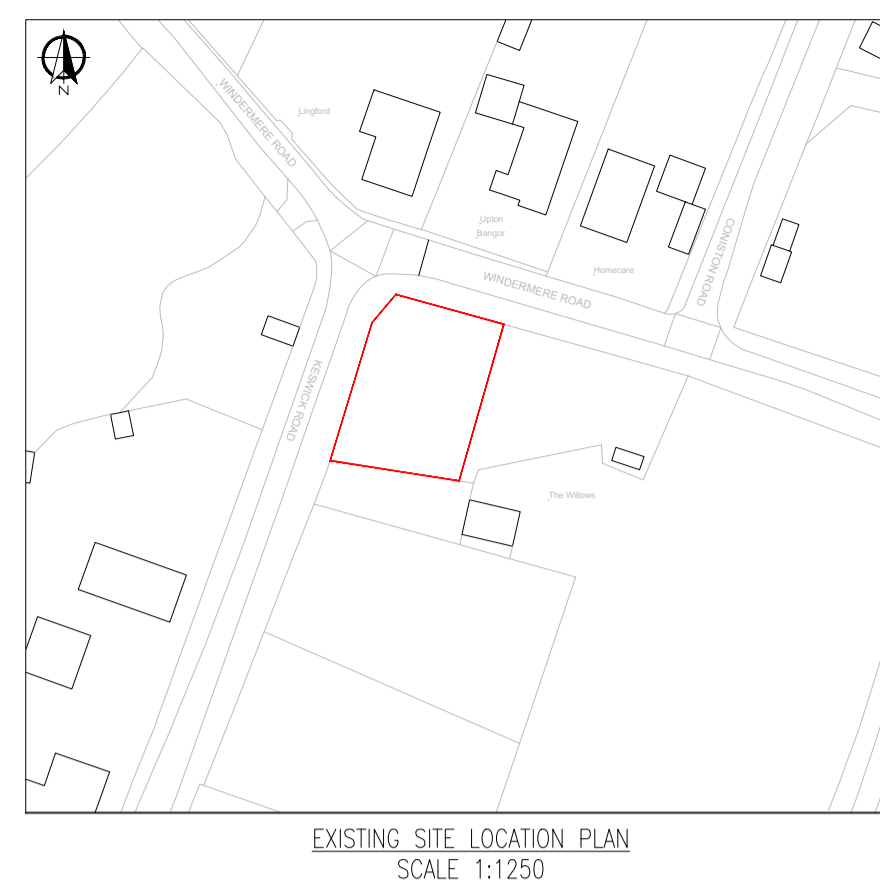 N
WINDERMERE ROAD
Lingford
Upton
Bangor
CONISTON ROAD
Homecare
WINDERMERE ROAD
KESWICK ROAD
The Willows
EXISTING SITE LOCATION PLAN
SCALE 1:1250